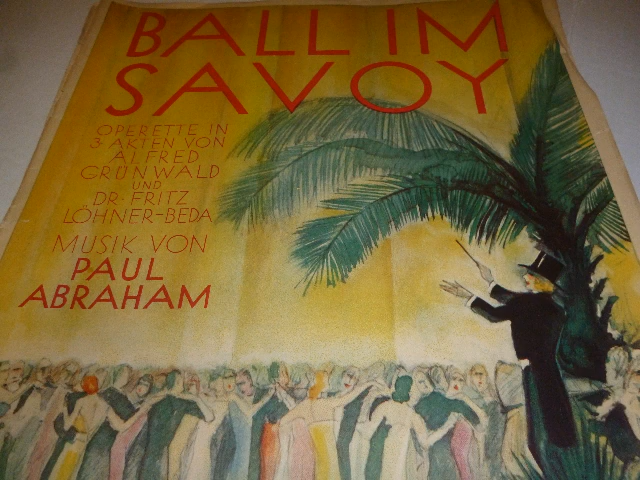 BALL IM
SAVOY
OPERETTE IN
3 AKTEN VON
ALFRED
GRÜNWALD
UND
DR. FRITZ
LÖHNER-BEDA
MUSIK VON
PAUL
ABRAHAM